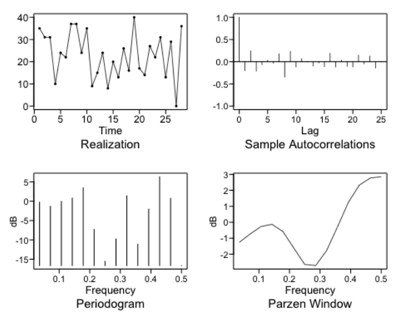 40
30
20
10
0
0 5 10 15 20 25
Time
Realization
1.0
0.5
0.0
-0.5
-1.0
0 5 10 15 20 25
Lag
Sample Autocorrelations
5
0
-5
-10
-15
dB
0.1 0.2 0.3 0.4 0.5
Frequency
Periodogram
3
2
1
0
-1
-2
dB
0.1 0.2 0.3 0.4 0.5
Frequency
Parzen Window